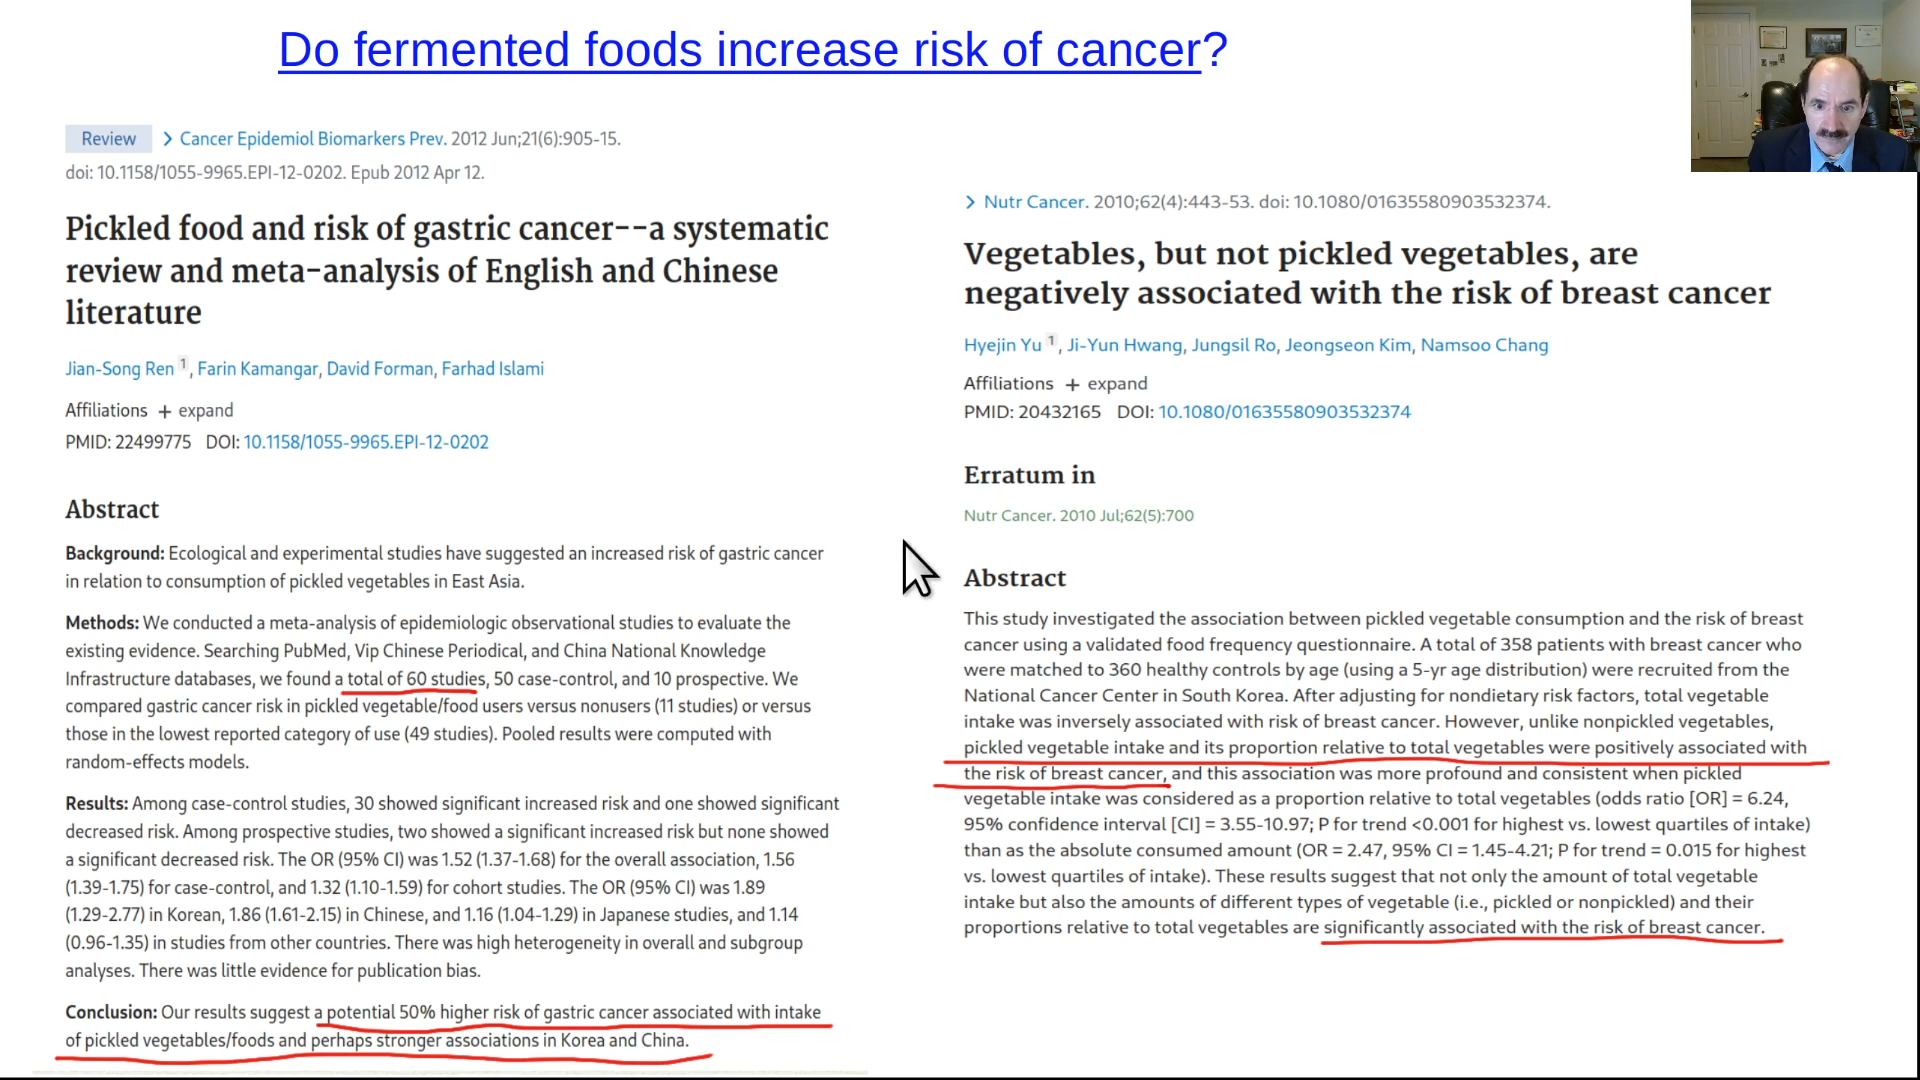 Do fermented foods increase risk of cancer?
Review > Cancer Epidemiol Biomarkers Prev. 2012 Jun;21(6):905-15.
doi: 10.1158/1055-9965.EPI-12-0202. Epub 2012 Apr 12.
Pickled food and risk of gastric cancer--a systematic
review and meta-analysis of English and Chinese
literature
Jian-Song Ren 1, Farin Kamangar, David Forman, Farhad Islami
Affiliations + expand
PMID: 22499775 DOI: 10.1158/1055-9965.EPI-12-0202
Abstract
Background: Ecological and experimental studies have suggested an increased risk of gastric cancer
in relation to consumption of pickled vegetables in East Asia.
Methods: We conducted a meta-analysis of epidemiologic observational studies to evaluate the
existing evidence. Searching PubMed, Vip Chinese Periodical, and China National Knowledge
Infrastructure databases, we found a total of 60 studies, 50 case-control, and 10 prospective. We
compared gastric cancer risk in pickled vegetable/food users versus nonusers (11 studies) or versus
those in the lowest reported category of use (49 studies). Pooled results were computed with
random-effects models.
Results: Among case-control studies, 30 showed significant increased risk and one showed significant
decreased risk. Among prospective studies, two showed a significant increased risk but none showed
a significant decreased risk. The OR (95% CI) was 1.52 (1.37-1.68) for the overall association, 1.56
(1.39-1.75) for case-control, and 1.32 (1.10-1.59) for cohort studies. The OR (95% CI) was 1.89
(1.29-2.77) in Korean, 1.86 (1.61-2.15) in Chinese, and 1.16 (1.04-1.29) in Japanese studies, and 1.14
(0.96-1.35) in studies from other countries. There was high heterogeneity in overall and subgroup
analyses. There was little evidence for publication bias.
Conclusion: Our results suggest a potential 50% higher risk of gastric cancer associated with intake
of pickled vegetables/foods and perhaps stronger associations in Korea and China.
> Nutr Cancer. 2010;62(4):443-53. doi: 10.1080/01635580903532374.
Vegetables, but not pickled vegetables, are
negatively associated with the risk of breast cancer
Hyejin Yu 1, Ji-Yun Hwang, Jungsil Ro, Jeongseon Kim, Namsoo Chang
Affiliations + expand
PMID: 20432165 DOI: 10.1080/01635580903532374
Erratum in
Nutr Cancer. 2010 Jul;62(5):700
Abstract
This study investigated the association between pickled vegetable consumption and the risk of breast
cancer using a validated food frequency questionnaire. A total of 358 patients with breast cancer who
were matched to 360 healthy controls by age (using a 5-yr age distribution) were recruited from the
National Cancer Center in South Korea. After adjusting for nondietary risk factors, total vegetable
intake was inversely associated with risk of breast cancer. However, unlike nonpickled vegetables,
pickled vegetable intake and its proportion relative to total vegetables were positively associated with
the risk of breast cancer, and this association was more profound and consistent when pickled
vegetable intake was considered as a proportion relative to total vegetables (odds ratio [OR] = 6.24,
95% confidence interval [CI] = 3.55-10.97; P for trend <0.001 for highest vs. lowest quartiles of intake)
than as the absolute consumed amount (OR = 2.47, 95% CI = 1.45-4.21; P for trend = 0.015 for highest
vs. lowest quartiles of intake). These results suggest that not only the amount of total vegetable
intake but also the amounts of different types of vegetable (i.e., pickled or nonpickled) and their
proportions relative to total vegetables are significantly associated with the risk of breast cancer.